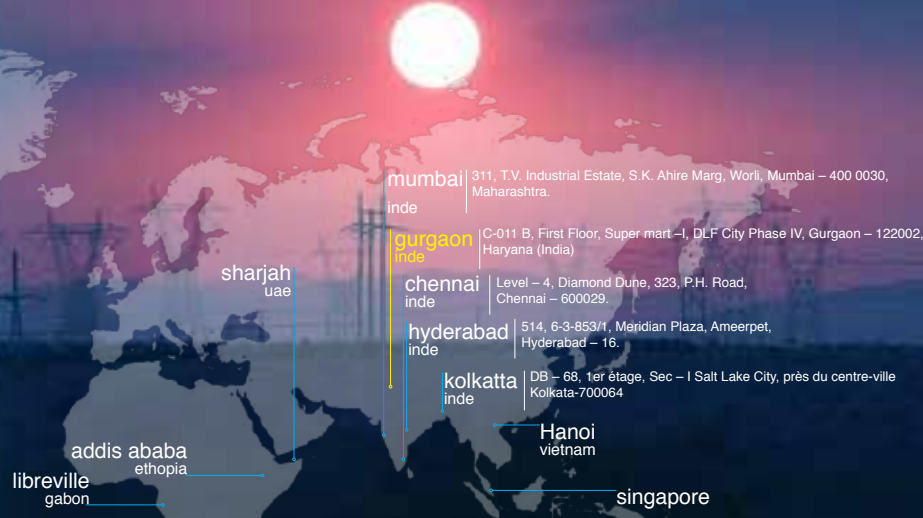 mumbai
inde
311, T.V. Industrial Estate, S.K. Ahire Marg, Worli, Mumbai – 400 0030,
Maharashtra.
gurgaon
inde
C-011 B, First Floor, Super mart –I, DLF City Phase IV, Gurgaon – 122002,
Haryana (India)
sharjah
uae
chennai
inde
Level – 4, Diamond Dune, 323, P.H. Road,
Chennai – 600029.
hyderabad
inde
514, 6-3-853/1, Meridian Plaza, Ameerpet,
Hyderabad – 16.
kolkatta
inde
DB – 68, 1er étage, Sec – I Salt Lake City, près du centre-ville
Kolkata-700064
Hanoi
vietnam
addis ababa
ethopia
libreville
gabon
singapore